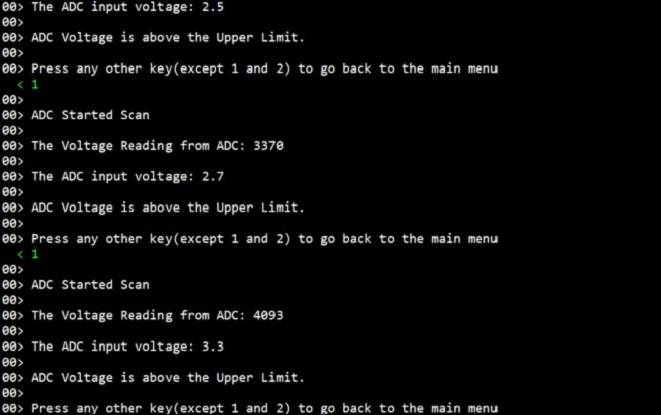 00> The ADC input voltage: 2.5
00>
00> ADC Voltage is above the Upper Limit.
00>
00> Press any other key(except 1 and 2) to go back to the main menu
< 1
00>
00> ADC Started Scan
00>
00> The Voltage Reading from ADC: 3370
00>
00> The ADC input voltage: 2.7
00>
00> ADC Voltage is above the Upper Limit.
00>
00> Press any other key(except 1 and 2) to go back to the main menu
< 1
00>
00> ADC Started Scan
00>
00> The Voltage Reading from ADC: 4093
00>
00> The ADC input voltage: 3.3
00>
00> ADC Voltage is above the Upper Limit.
00>
00> Press any other key(except 1 and 2) to go back to the main menu